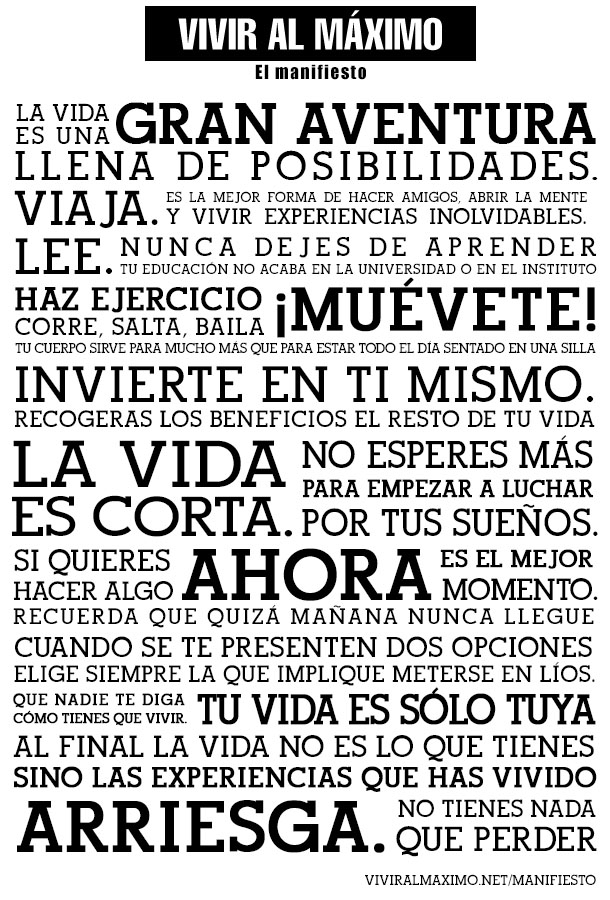 VIVIR AL MÁXIMO
El manifiesto
LA VIDA
ES UNA GRAN AVENTURA
LLENA DE POSIBILIDADES.
VIAJA. ES LA MEJOR FORMA DE HACER AMIGOS, ABRIR LA MENTE
Y VIVIR EXPERIENCIAS INOLVIDABLES.
LEE. NUNCA DEJES DE APRENDER
TU EDUCACIÓN NO ACABA EN LA UNIVERSIDAD O EN EL INSTITUTO
HAZ EJERCICIO
CORRE, SALTA, BAILA ¡MUÉVETE!
TU CUERPO SIRVE PARA MUCHO MÁS QUE PARA ESTAR TODO EL DÍA SENTADO EN UNA SILLA
INVIERTE EN TI MISMO.
RECOGERAS LOS BENEFICIOS EL RESTO DE TU VIDA
LA VIDA
ES CORTA.
NO ESPERES MÁS
PARA EMPEZAR A LUCHAR
POR TUS SUEÑOS.
SI QUIERES
HACER ALGO AHORA ES EL MEJOR
MOMENTO.
RECUERDA QUE QUIZÁ MAÑANA NUNCA LLEGUE
CUANDO SE TE PRESENTEN DOS OPCIONES
ELIGE SIEMPRE LA QUE IMPLIQUE METERSE EN LÍOS.
QUE NADIE TE DIGA
CÓMO TIENES QUE VIVIR. TU VIDA ES SÓLO TUYA
AL FINAL LA VIDA NO ES LO QUE TIENES
SINO LAS EXPERIENCIAS QUE HAS VIVIDO
ARRIESGA. NO TIENES NADA
QUE PERDER
VIVIRALMAXIMO.NET/MANIFIESTO